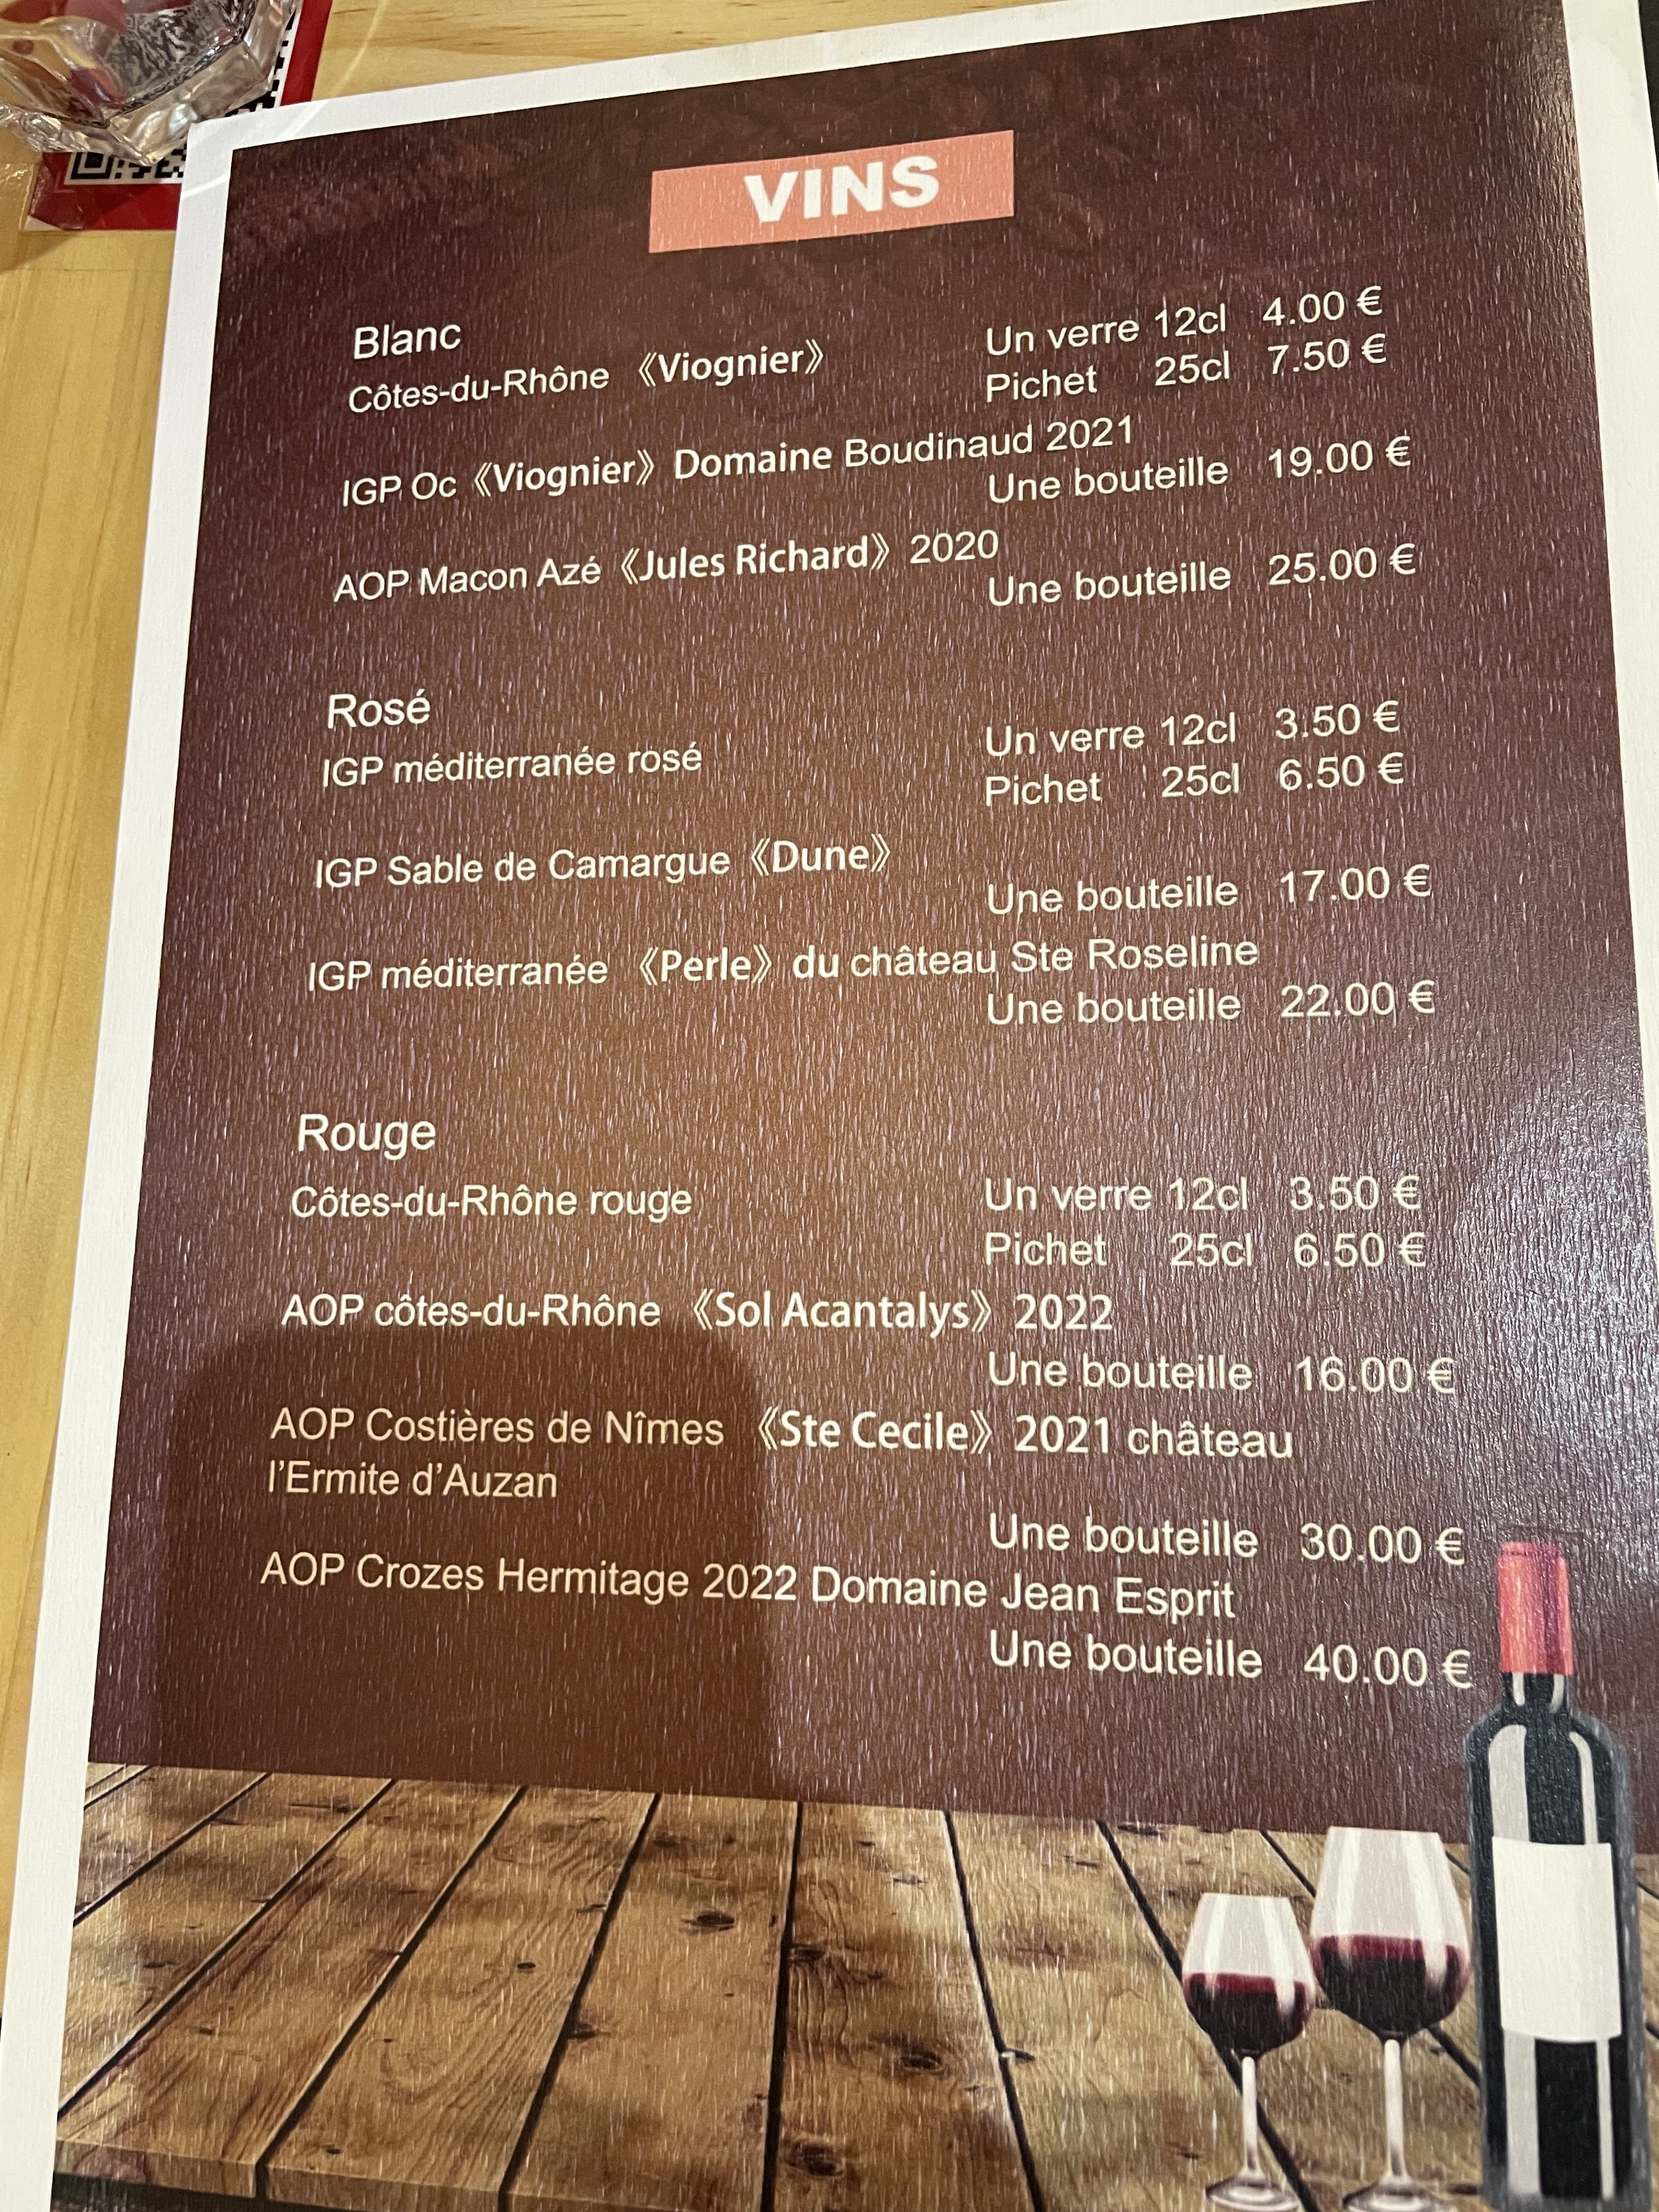 VINS
Blanc
Côtes-du-Rhône 《Viognier》 Un verre 12cl 4.00 €
Pichet 25cl 7.50 €
IGP Oc 《Viognier》 Domaine Boudinaud 2021
Une bouteille 19.00 €
AOP Macon Azé 《Jules Richard》 2020
Une bouteille 25.00 €
Rosé
IGP méditerranée rosé Un verre 12cl 3.50 €
Pichet 25cl 6.50 €
IGP Sable de Camargue 《Dune》
Une bouteille 17.00 €
IGP méditerranée 《Perle》 du château Ste Roseline
Une bouteille 22.00 €
Rouge
Côtes-du-Rhône rouge Un verre 12cl 3.50 €
Pichet 25cl 6.50 €
AOP côtes-du-Rhône 《Sol Acantalys》 2022
Une bouteille 16.00 €
AOP Costières de Nîmes 《Ste Cecile》 2021 château
l'Ermite d'Auzan
Une bouteille 30.00 €
AOP Crozes Hermitage 2022 Domaine Jean Esprit
Une bouteille 40.00 €